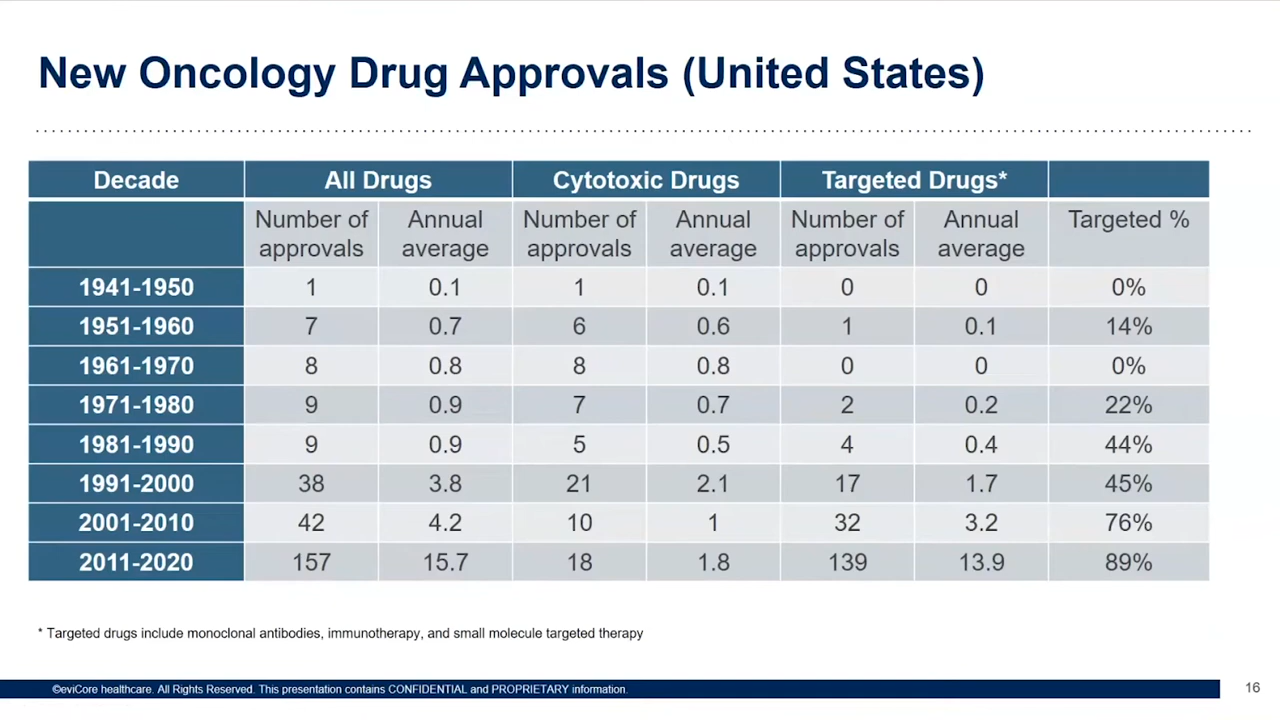 New Oncology Drug Approvals (United States)
Decade All Drugs Cytotoxic Drugs Targeted Drugs*
Number of approvals Annual average Number of approvals Annual average Number of approvals Annual average Targeted %
1941-1950 1 0.1 1 0.1 0 0 0%
1951-1960 7 0.7 6 0.6 1 0.1 14%
1961-1970 8 0.8 8 0.8 0 0 0%
1971-1980 9 0.9 7 0.7 2 0.2 22%
1981-1990 9 0.9 5 0.5 4 0.4 44%
1991-2000 38 3.8 21 2.1 17 1.7 45%
2001-2010 42 4.2 10 1 32 3.2 76%
2011-2020 157 15.7 18 1.8 139 13.9 89%
* Targeted drugs include monoclonal antibodies, immunotherapy, and small molecule targeted therapy
©eviCore healthcare. All Rights Reserved. This presentation contains CONFIDENTIAL and PROPRIETARY information.
16